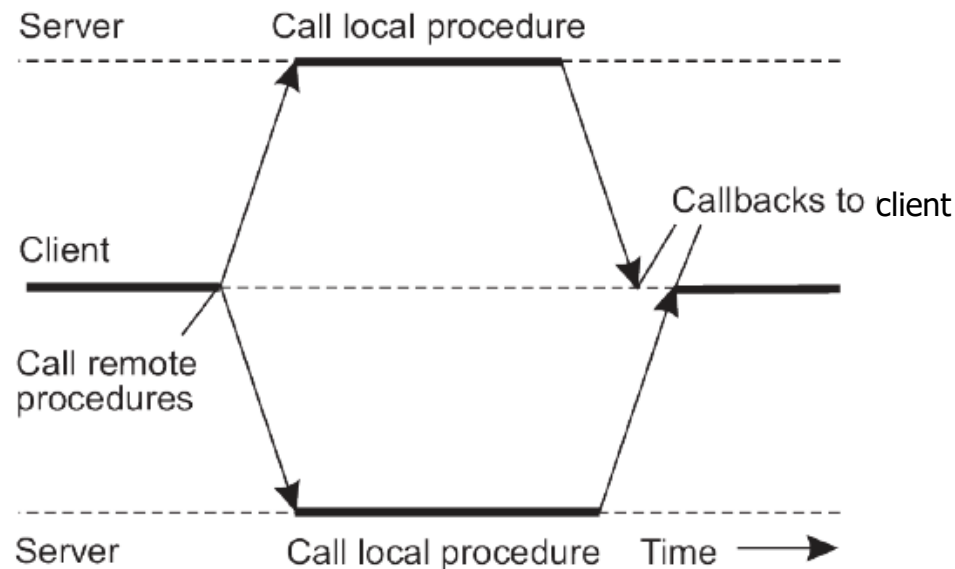 Server
Call local procedure
Callbacks to client
Client
Call remote
procedures
Server
Call local procedure
Time